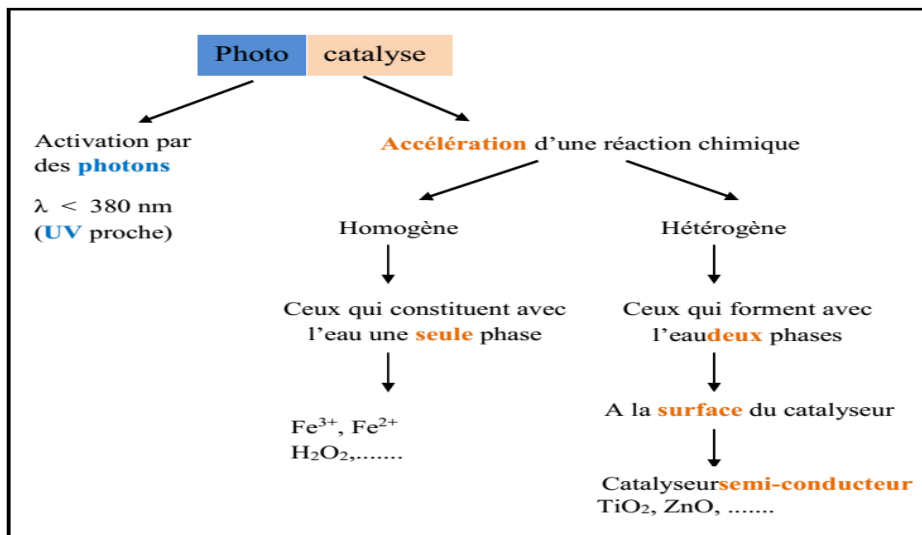 Photo catalyse
Activation par
des photons
λ < 380 nm
(UV proche)
Accélération d’une réaction chimique
Homogène
Ceux qui constituent avec
l’eau une seule phase
Fe³⁺, Fe²⁺
H₂O₂,.......
Hétérogène
Ceux qui forment avec
l’eaudeux phases
A la surface du catalyseur
Catalyseursemi-conducteur
TiO₂, ZnO, .......